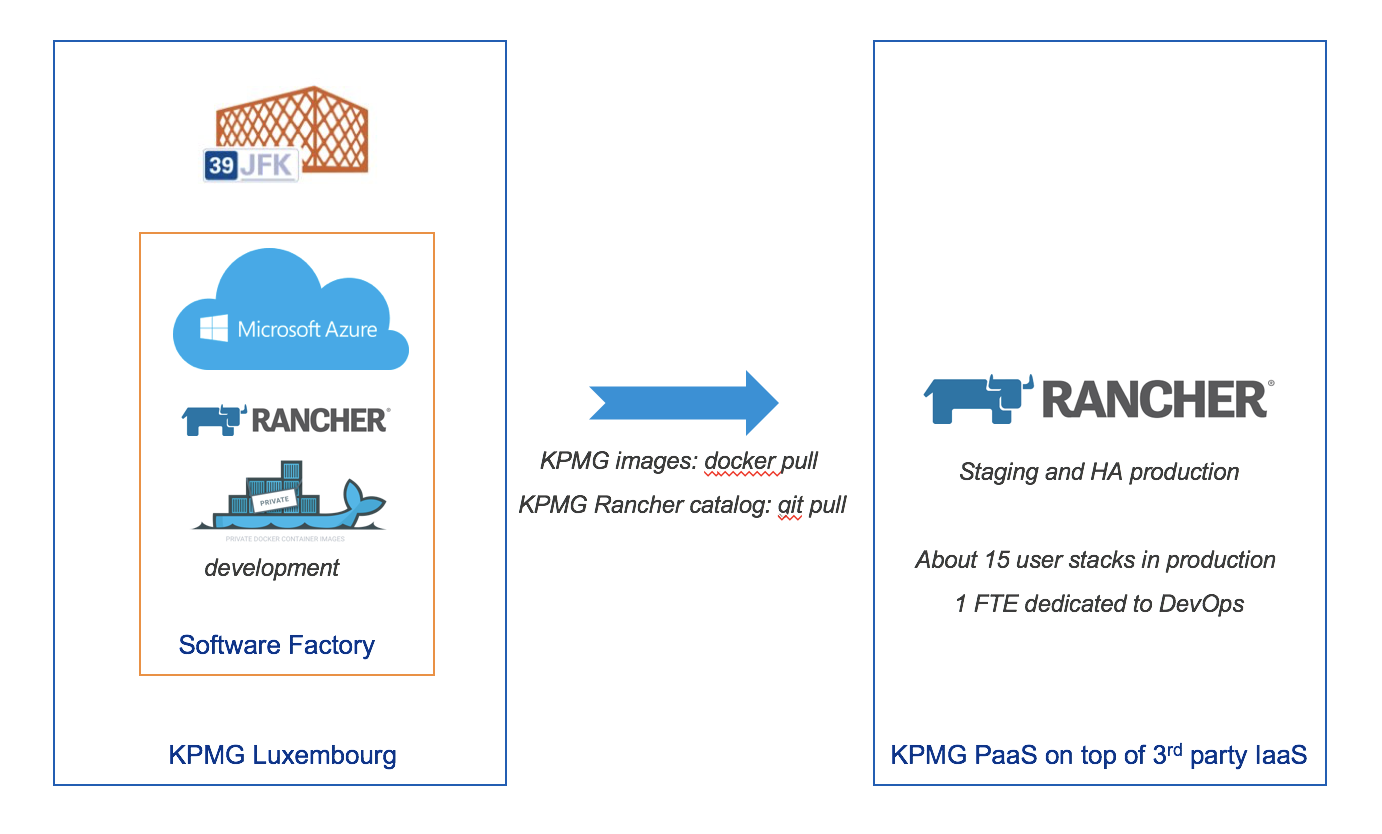 39 JFK
Microsoft Azure
RANCHER®
PRIVATE
PRIVATE DOCKER CONTAINER IMAGES
development
Software Factory
KPMG Luxembourg
KPMG images: docker pull
KPMG Rancher catalog: git pull
RANCHER®
Staging and HA production
About 15 user stacks in production
1 FTE dedicated to DevOps
KPMG PaaS on top of 3rd party IaaS